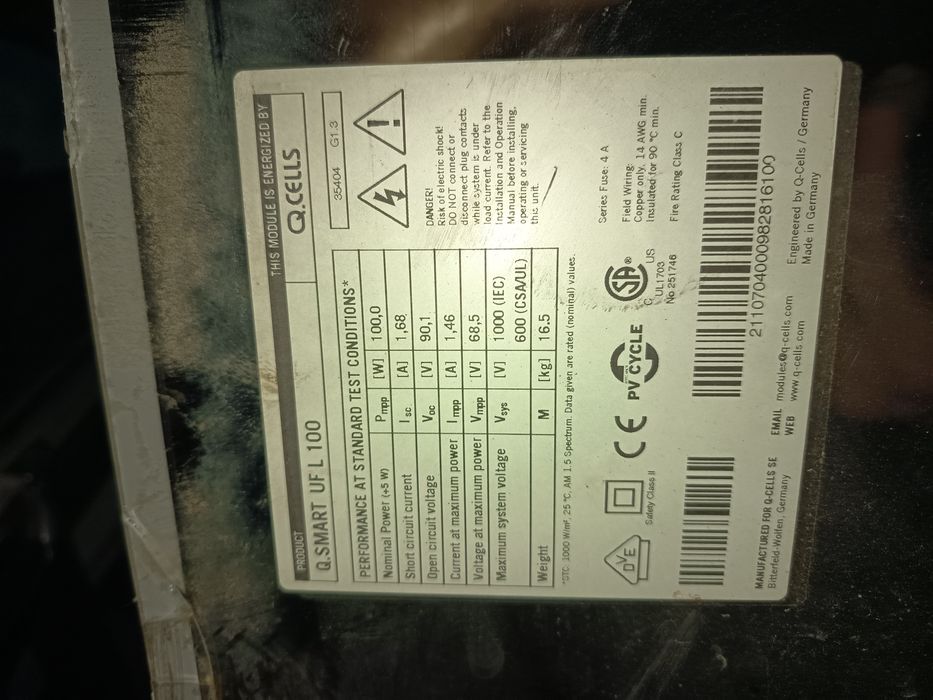 THIS MODULE IS ENERGIZED BY
PRODUCT
Q.SMART UF L 100
Q.CELLS
35404 G1.3
PERFORMANCE AT STANDARD TEST CONDITIONS*
Nominal Power (+5 W) Pmpp [W] 100,0
Short circuit current Isc [A] 1,68
Open circuit voltage Voc [V] 90,1
Current at maximum power Impp [A] 1,46
Voltage at maximum power Vmpp [V] 68,5
Maximum system voltage Vsys [V] 1000 (IEC)
600 (CSA/UL)
Weight M [kg] 16.5
*STC: 1000 W/m², 25 °C, AM 1.5 Spectrum. Data given are rated (nominal) values.
DANGER!
Risk of electric shock!
DO NOT connect or
disconnect plug contacts
while system is under
load current. Refer to the
Installation and Operation
Manual before installing,
operating or servicing
this unit.
Series Fuse: 4 A
Field Wiring:
Copper only, 14 AWG min.
Insulated for 90 °C min.
Fire Rating Class C
VDE
Safety Class II
CE
PV CYCLE
SA®
C US
UL1703
No 251746
2110704000982816100
MANUFACTURED FOR Q-CELLS SE
Bitterfeld-Wolfen, Germany
EMAIL modules@q-cells.com
WEB www.q-cells.com
Engineered by Q-Cells / Germany
Made in Germany